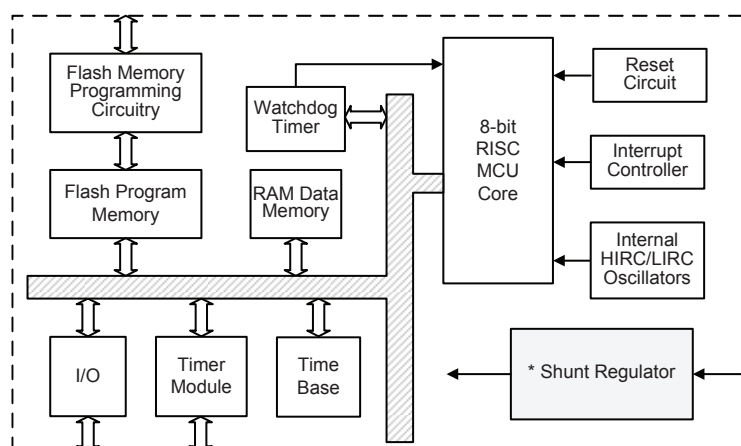 Flash Memory
Programming
Circuitry
Watchdog
Timer
8-bit
RISC
MCU
Core
Reset
Circuit
Flash Program
Memory
RAM Data
Memory
Interrupt
Controller
Internal
HIRC/LIRC
Oscillators
I/O
Timer
Module
Time
Base
* Shunt Regulator